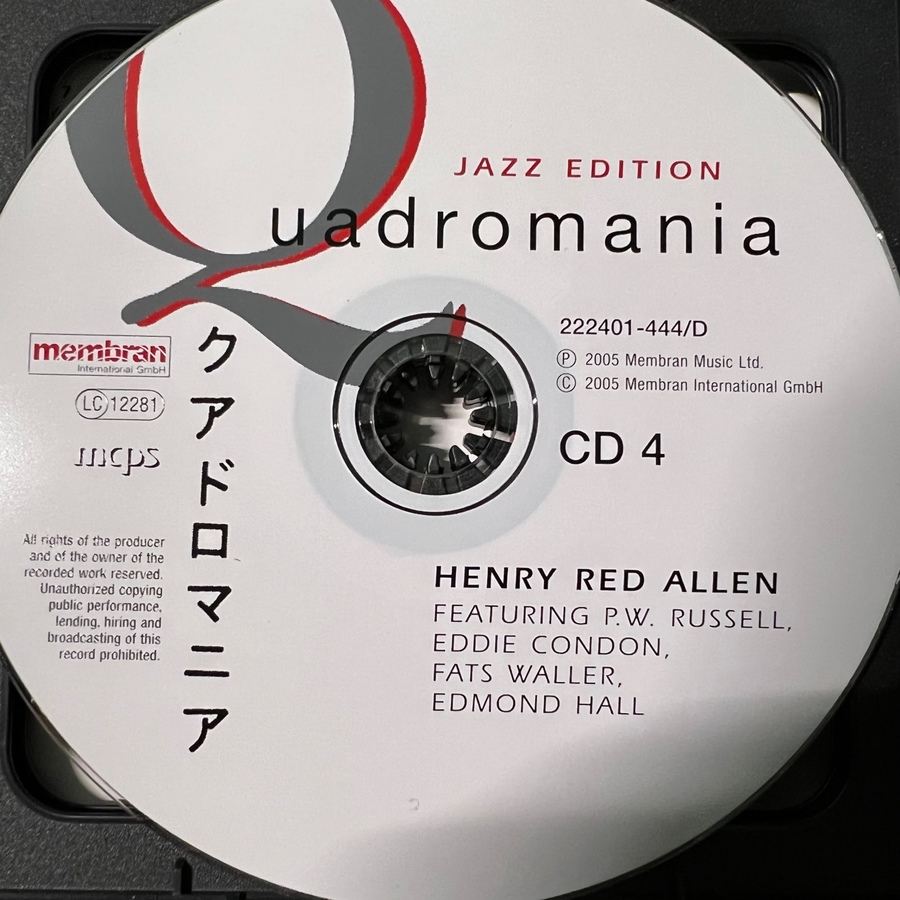 JAZZ EDITION
Quadromania
222401-444/D
Ⓟ 2005 Membran Music Ltd.
© 2005 Membran International GmbH
CD 4
membran
International GmbH
LC 12281
mcps
クアドロマニア
All rights of the producer
and of the owner of the
recorded work reserved.
Unauthorized copying
public performance,
lending, hiring and
broadcasting of this
record prohibited.
HENRY RED ALLEN
FEATURING P.W. RUSSELL,
EDDIE CONDON,
FATS WALLER,
EDMOND HALL